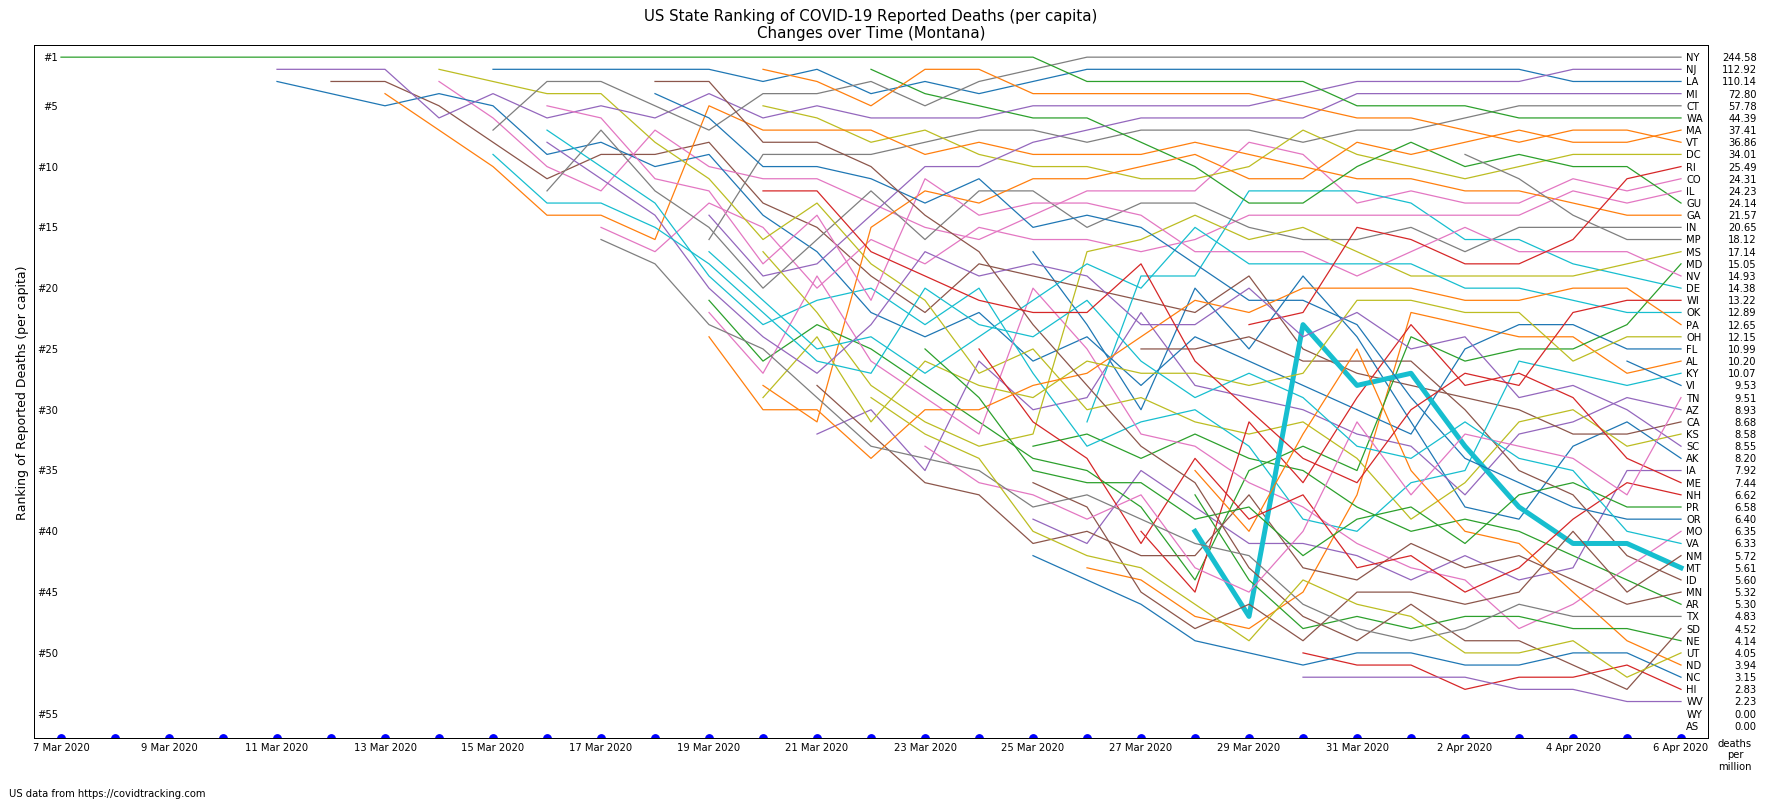 US State Ranking of COVID-19 Reported Deaths (per capita)
Changes over Time (Montana)
Ranking of Reported Deaths (per capita)
#1
#5
#10
#15
#20
#25
#30
#35
#40
#45
#50
#55
NY 244.58
NJ 112.92
LA 110.14
MI 72.80
CT 57.78
WA 44.39
MA 37.41
VT 36.86
DC 34.01
RI 25.49
CO 24.31
IL 24.23
GU 24.14
GA 21.57
IN 20.65
MP 18.12
MS 17.14
MD 15.05
NV 14.93
DE 14.38
WI 13.22
OK 12.89
PA 12.65
OH 12.15
FL 10.99
AL 10.20
KY 10.07
VI 9.53
TN 9.51
AZ 8.93
CA 8.68
KS 8.58
SC 8.55
AK 8.20
IA 7.92
ME 7.44
NH 6.62
PR 6.58
OR 6.40
MO 6.35
VA 6.33
NM 5.72
MT 5.61
ID 5.60
MN 5.32
AR 5.30
TX 4.83
SD 4.52
NE 4.14
UT 4.05
ND 3.94
NC 3.15
HI 2.83
WV 2.23
WY 0.00
AS 0.00
7 Mar 2020 9 Mar 2020 11 Mar 2020 13 Mar 2020 15 Mar 2020 17 Mar 2020 19 Mar 2020 21 Mar 2020 23 Mar 2020 25 Mar 2020 27 Mar 2020 29 Mar 2020 31 Mar 2020 2 Apr 2020 4 Apr 2020 6 Apr 2020
deaths
per
million
US data from https://covidtracking.com